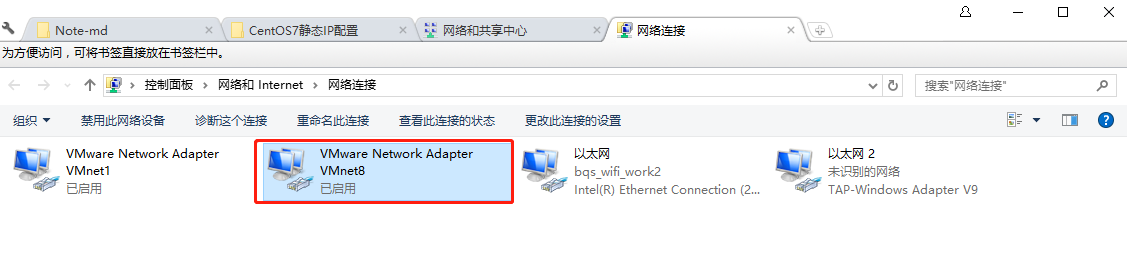 Note-md
CentOS7静态IP配置
网络和共享中心
网络连接
为方便访问，可将书签直接放在书签栏中。
控制面板 > 网络和 Internet > 网络连接
搜索"网络连接"
组织 禁用此网络设备 诊断这个连接 重命名此连接 查看此连接的状态 更改此连接的设置
VMware Network Adapter
VMnet1
已启用
VMware Network Adapter
VMnet8
已启用
以太网
bqs_wifi_work2
Intel(R) Ethernet Connection (2...
以太网 2
未识别的网络
TAP-Windows Adapter V9